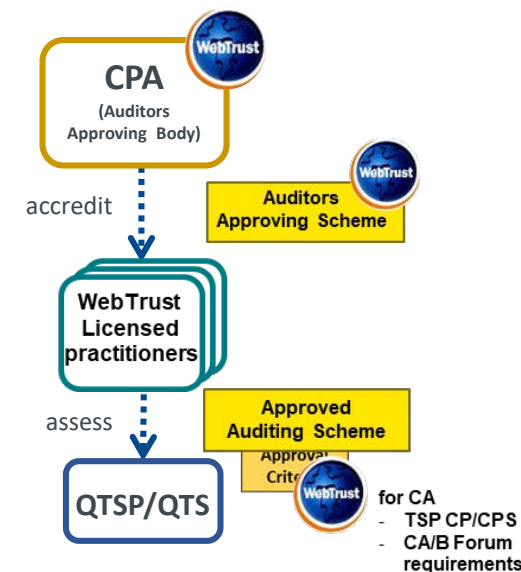 WebTrust
CPA
(Auditors
Approving Body)
accredit
WebTrust
Auditors
Approving Scheme
WebTrust
Licensed
practitioners
assess
Approved
Auditing Scheme
Approval
QTSP/QTS
WebTrust
for CA
- TSP CP/CPS
- CA/B Forum
requirements